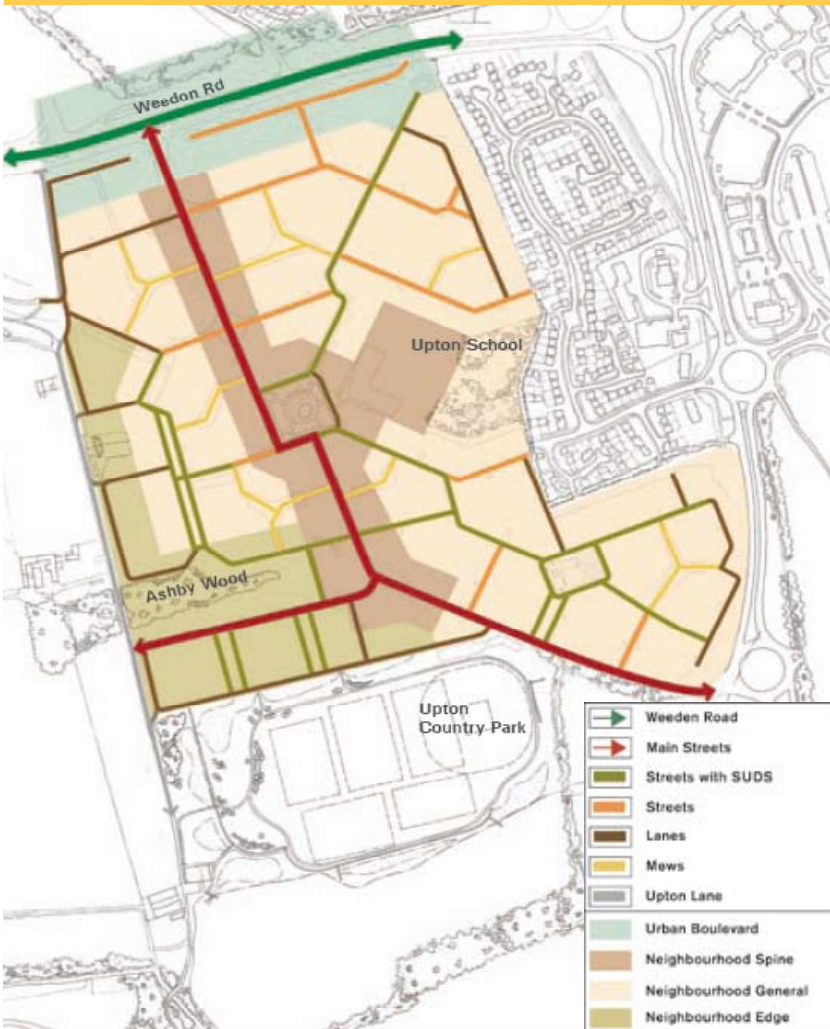 Weedon Rd
Upton School
Ashby Wood
Upton
Country Park
Weeden Road
Main Streets
Streets with SUDS
Streets
Lanes
Mews
Upton Lane
Urban Boulevard
Neighbourhood Spine
Neighbourhood General
Neighbourhood Edge